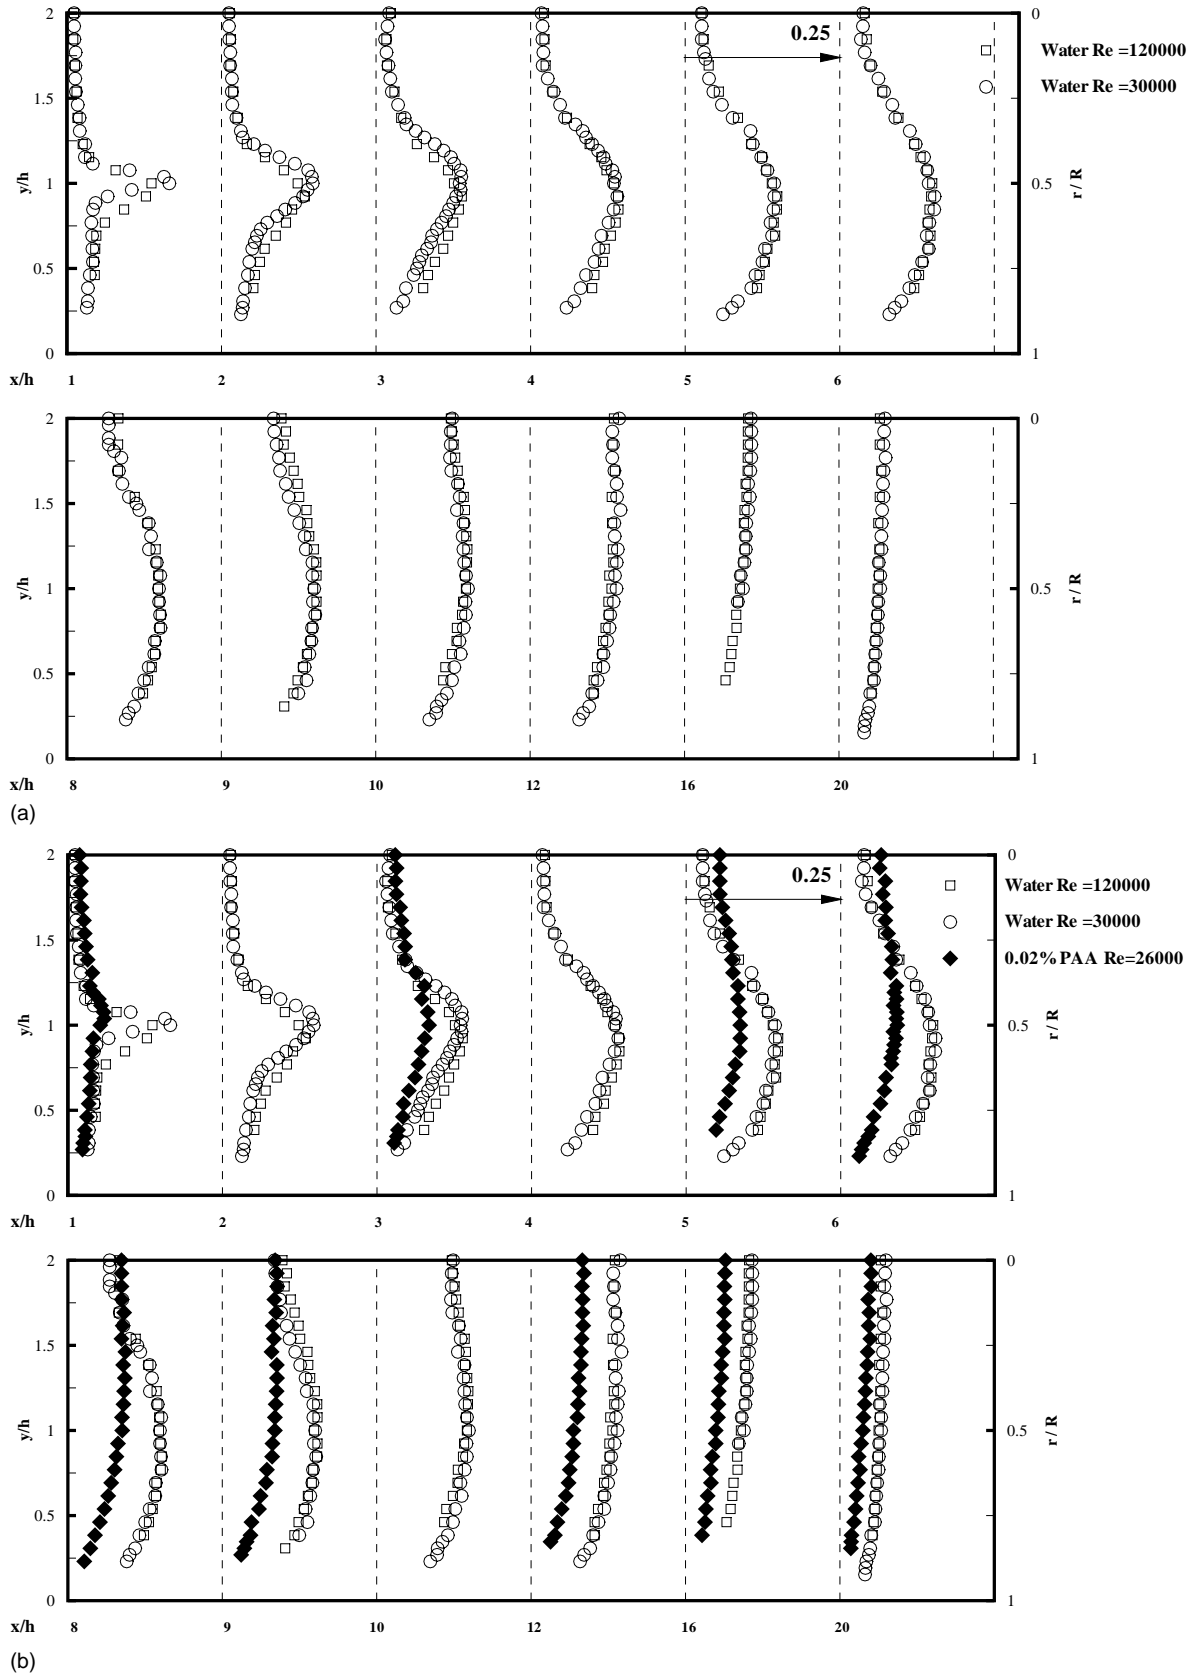 2 0
0.25
Water Re =120000
Water Re =30000
1.5
y/h 1 0.5 r / R
0.5
0 1
x/h 1 2 3 4 5 6
2 0
1.5
y/h 1 0.5 r / R
0.5
0 1
x/h 8 9 10 12 16 20
(a)
2 0
0.25
Water Re =120000
Water Re =30000
0.02% PAA Re=26000
1.5
y/h 1 0.5 r / R
0.5
0 1
x/h 1 2 3 4 5 6
2 0
1.5
y/h 1 0.5 r / R
0.5
0 1
x/h 8 9 10 12 16 20
(b)